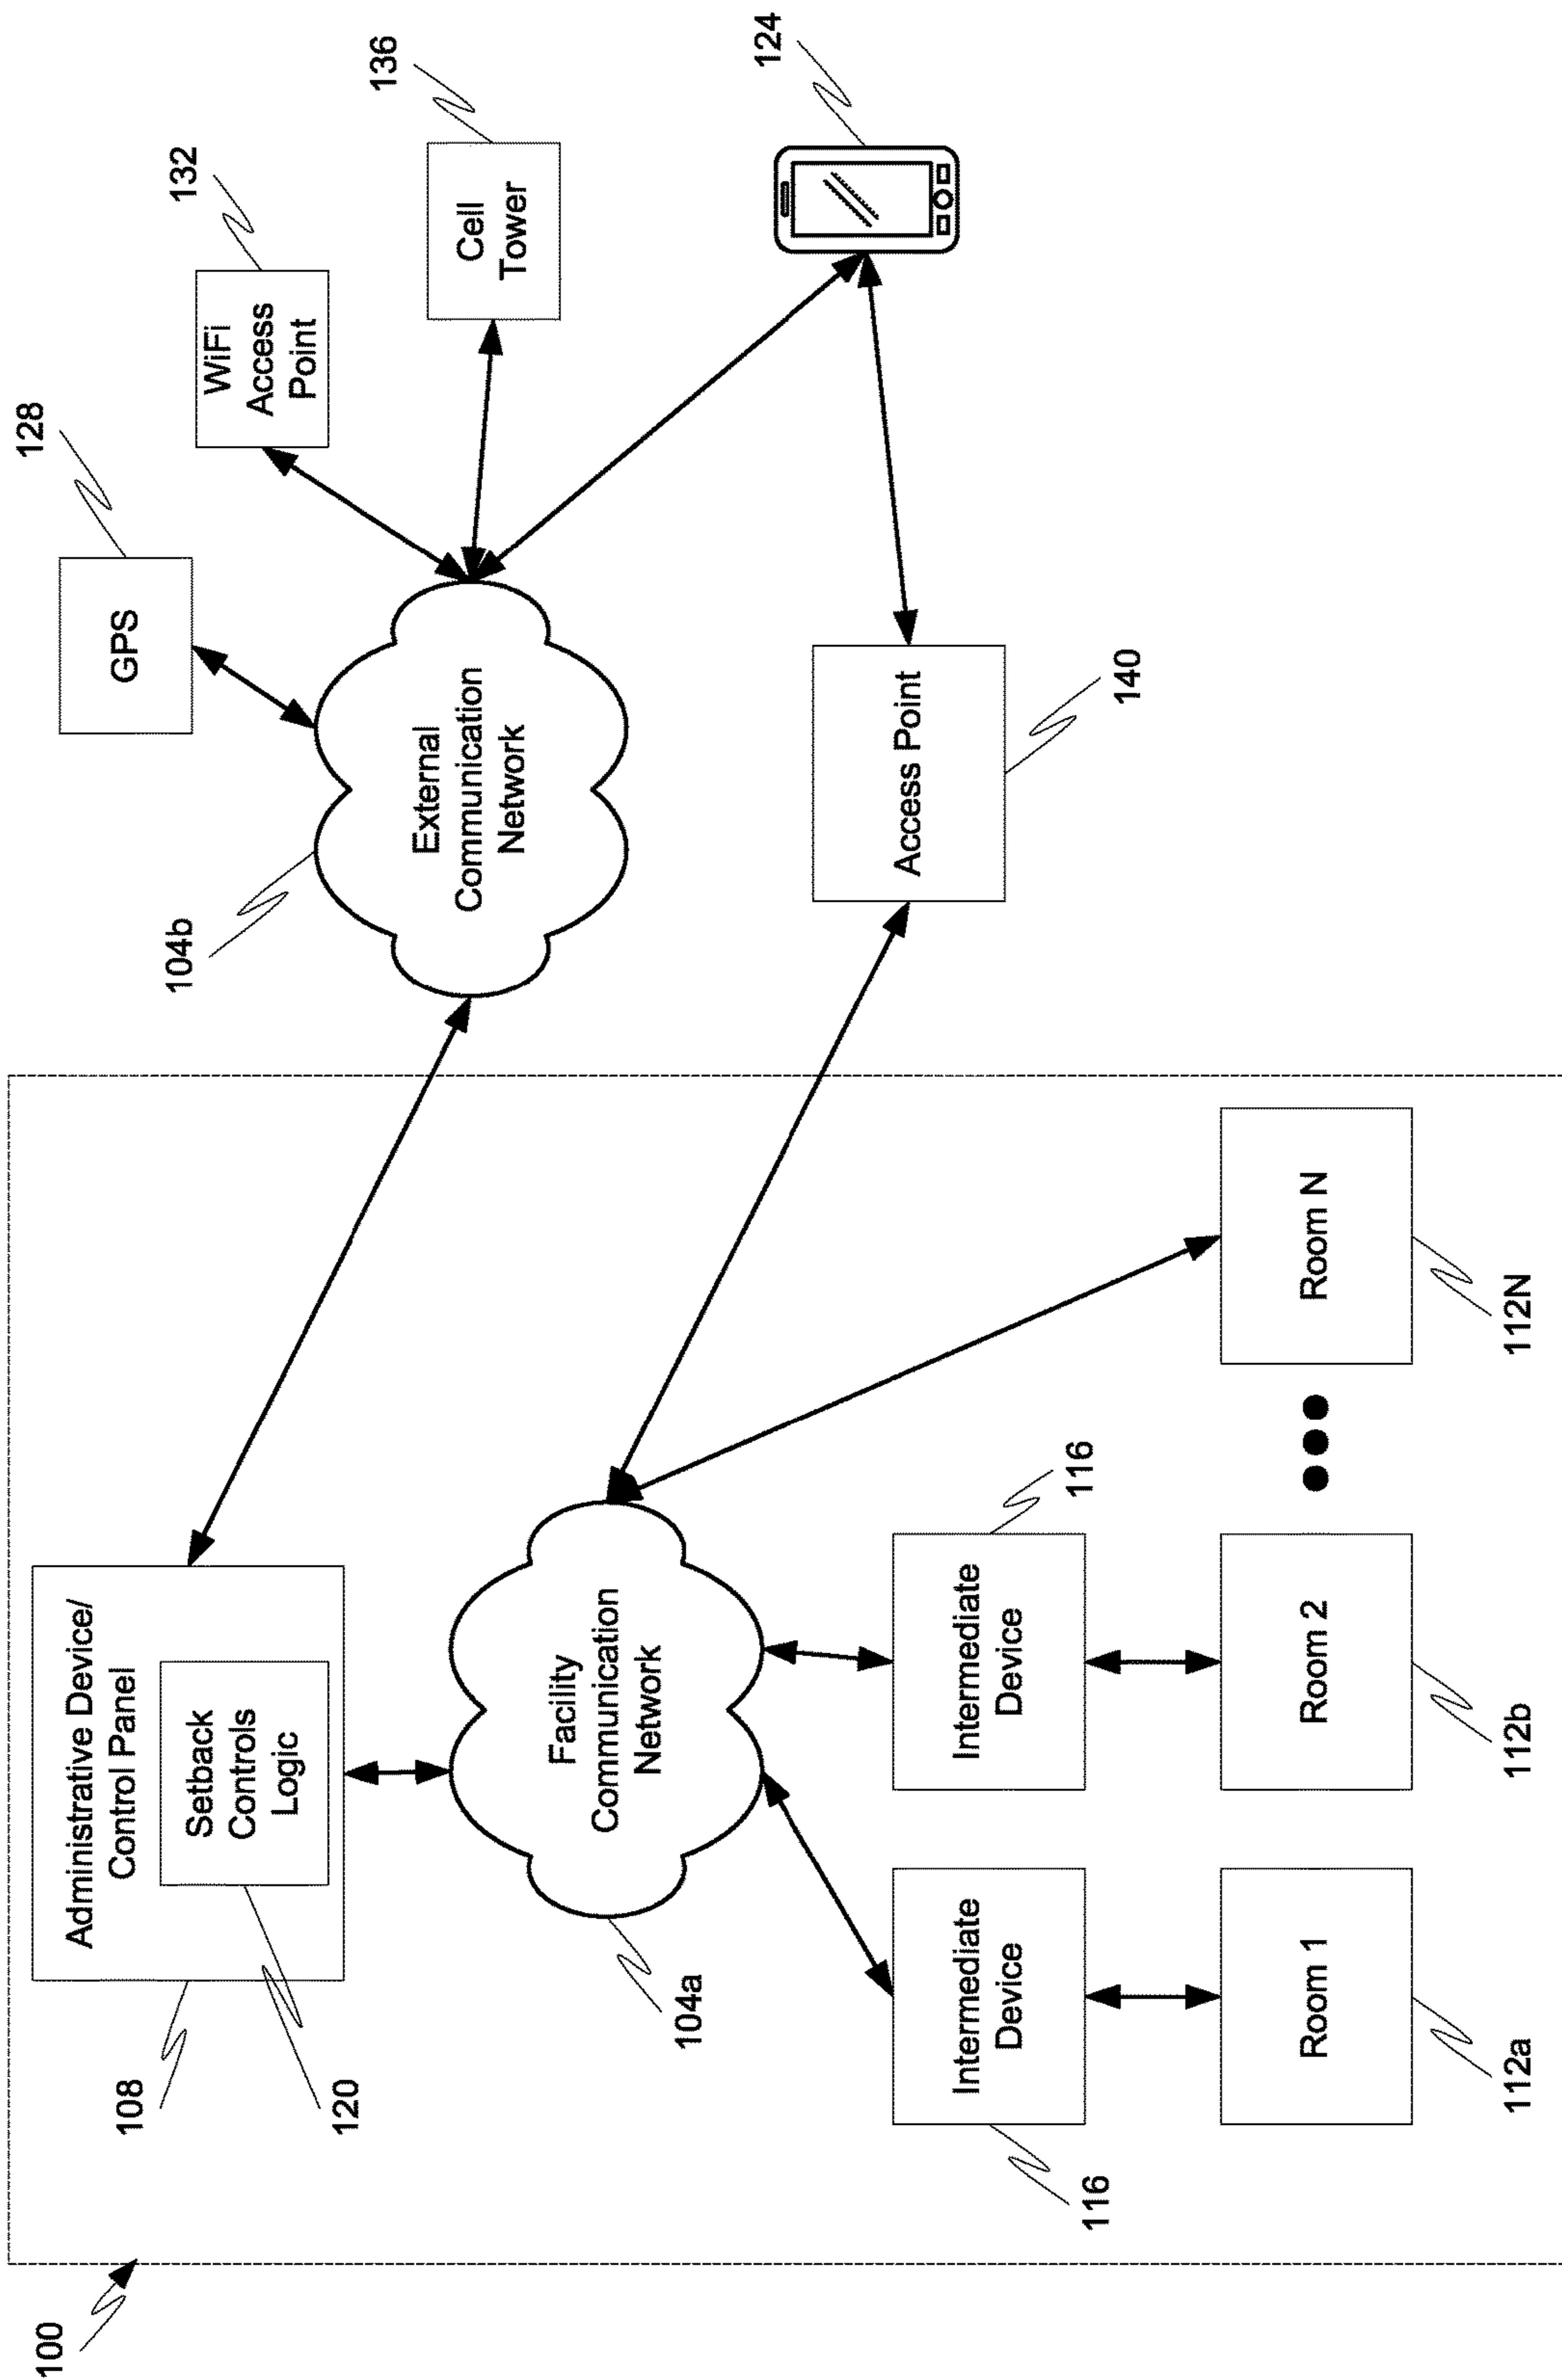 100
108
Administrative Device/
Control Panel
Setback
Controls
Logic
120
104b
External
Communication
Network
128
GPS
132
WiFi
Access
Point
136
Cell
Tower
124
104a
Facility
Communication
Network
Access Point
140
116
Intermediate
Device
Intermediate
Device
116
Room 1
112a
Room 2
112b
Room N
112N